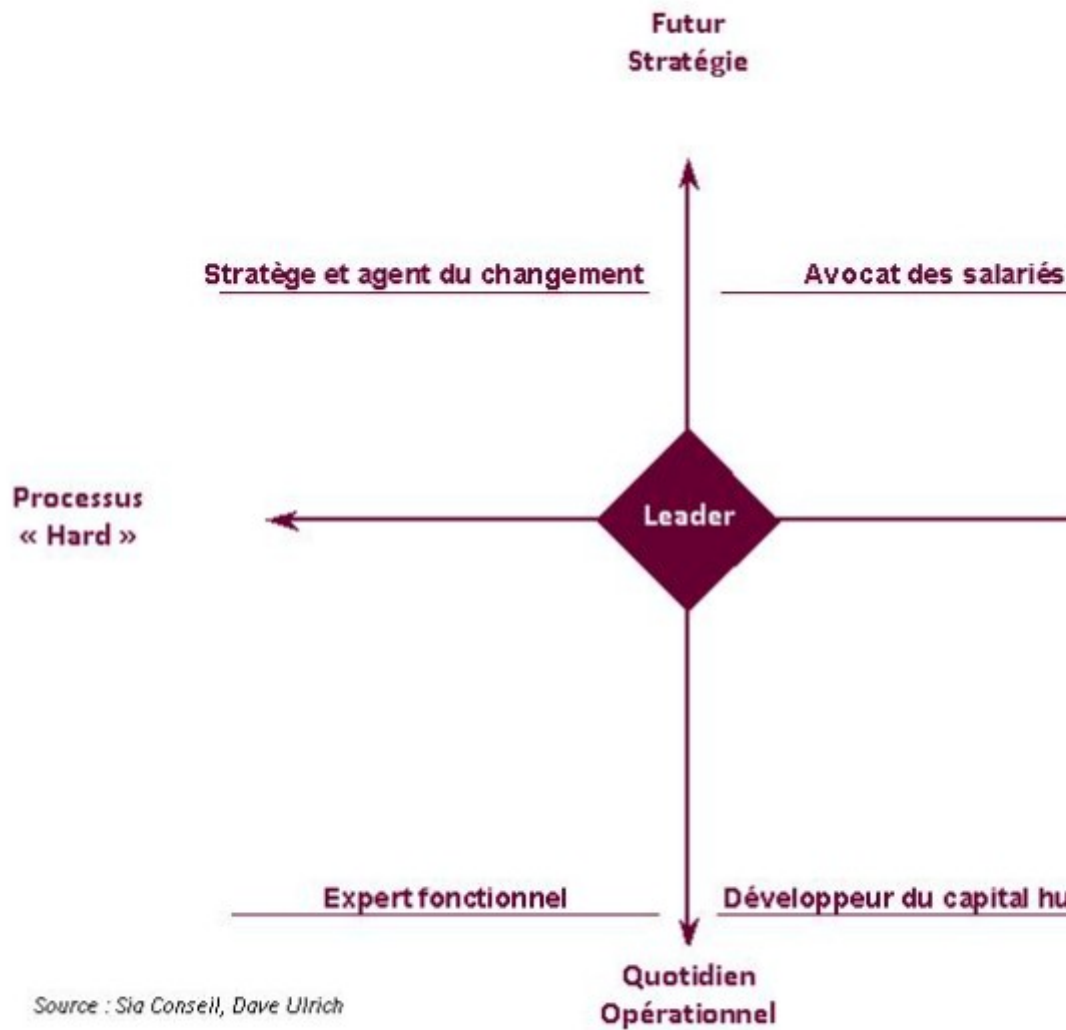 Futur
Stratégie
Stratège et agent du changement
Avocat des salariés
Processus
« Hard »
Leader
Expert fonctionnel
Développeur du capital hu
Quotidien
Opérationnel
Source : Sia Conseil, Dave Ulrich